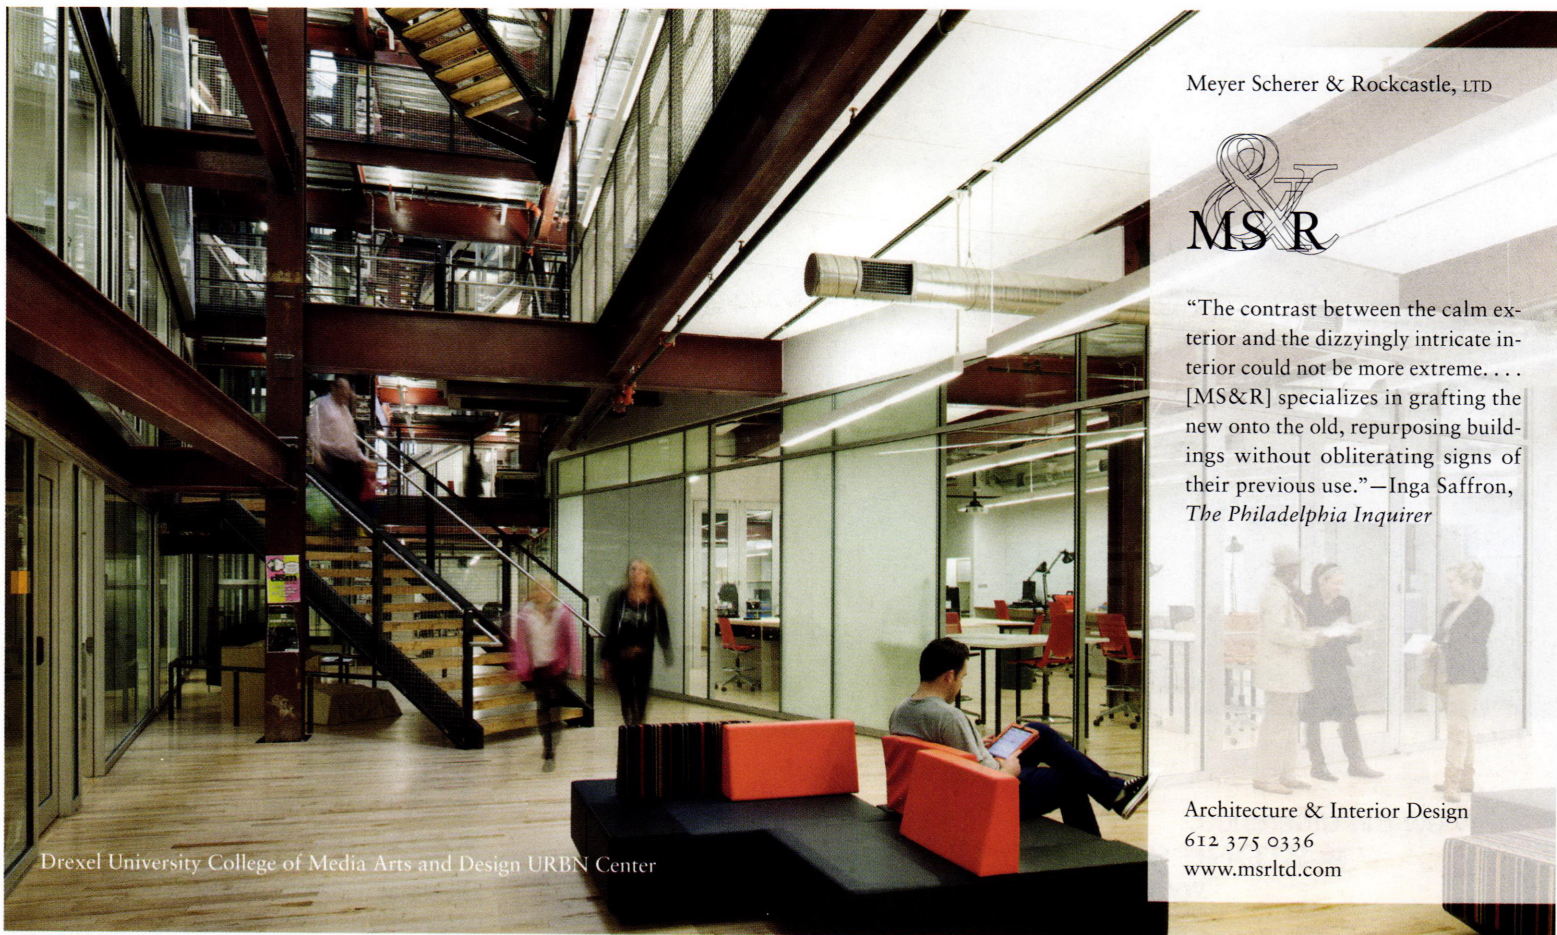 Meyer Scherer & Rockcastle, LTD
MS&R
“The contrast between the calm ex-
terior and the dizzyingly intricate in-
terior could not be more extreme. . . .
[MS&R] specializes in grafting the
new onto the old, repurposing build-
ings without obliterating signs of
their previous use.”—Inga Saffron,
The Philadelphia Inquirer
Architecture & Interior Design
612 375 0336
www.msrltd.com
Drexel University College of Media Arts and Design URBN Center